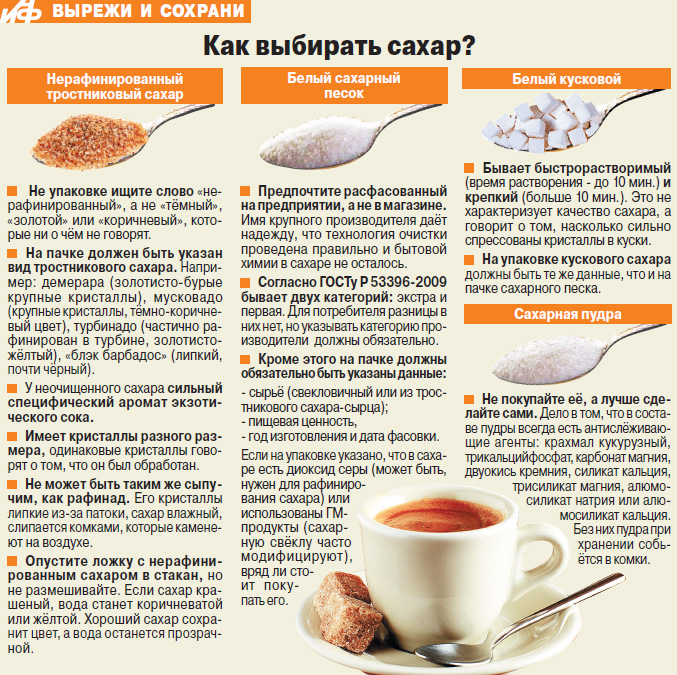 АиФ ВЫРЕЖИ И СОХРАНИ
Как выбирать сахар?
Нерафинированный
тростниковый сахар
Не упаковке ищите слово «не-
рафинированный», а не «тёмный»,
«золотой» или «коричневый», кото-
рые ни о чём не говорят.
На пачке должен быть указан
вид тростникового сахара. Напри-
мер: демерара (золотисто-бурые
крупные кристаллы), мусковадо
(крупные кристаллы, тёмно-коричне-
вый цвет), турбинадо (частично ра-
финирован в турбине, золотисто-
жёлтый), «блэк барбадос» (липкий,
почти чёрный).
У неочищенного сахара сильный
специфический аромат экзоти-
ческого сока.
Имеет кристаллы разного раз-
мера, одинаковые кристаллы гово-
рят о том, что он был обработан.
Не может быть таким же сыпу-
чим, как рафинад. Его кристаллы
липкие из-за патоки, сахар влажный,
слипается комками, которые камене-
ют на воздухе.
Опустите ложку с нерафини-
рованным сахаром в стакан, но
не размешивайте. Если сахар кра-
шеный, вода станет коричневатой
или жёлтой. Хороший сахар сохра-
нит цвет, а вода останется прозрач-
ной.
Белый сахарный
песок
Предпочтите расфасованный
на предприятии, а не в магазине.
Имя крупного производителя даёт
надежду, что технология очистки
проведена правильно и бытовой
химии в сахаре не осталось.
Согласно ГОСТу Р 53396-2009
бывает двух категорий: экстра и
первая. Для потребителя разницы в
них нет, но указывать категорию про-
изводители должны обязательно.
Кроме этого на пачке должны
обязательно быть указаны данные:
- сырьё (свекловичный или из трос-
тникового сахара-сырца);
- пищевая ценность,
- год изготовления и дата фасовки.
Если на упаковке указано, что в саха-
ре есть диоксид серы (может быть,
нужен для рафиниро-
вания сахара) или
использованы ГМ-
продукты (сахар-
ную свёклу часто
модифицируют),
вряд ли сто-
ит поку-
пать его.
Белый кусковой
Бывает быстрорастворимый
(время растворения - до 10 мин.) и
крепкий (больше 10 мин.). Это не
характеризует качество сахара, а
говорит о том, насколько сильно
спрессованы кристаллы в куски.
На упаковке кускового сахара
должны быть те же данные, что и на
пачке сахарного песка.
Сахарная пудра
Не покупайте её, а лучше сде-
лайте сами. Дело в том, что в соста-
ве пудры всегда есть антислёживаю-
щие агенты: крахмал кукурузный,
трикальцийфосфат, карбонат магния,
двуокись кремния, силикат кальция,
трисиликат магния, алюмо-
силикат натрия или алю-
мосиликат кальция.
Без них пудра при
хранении собь-
ётся в комки.